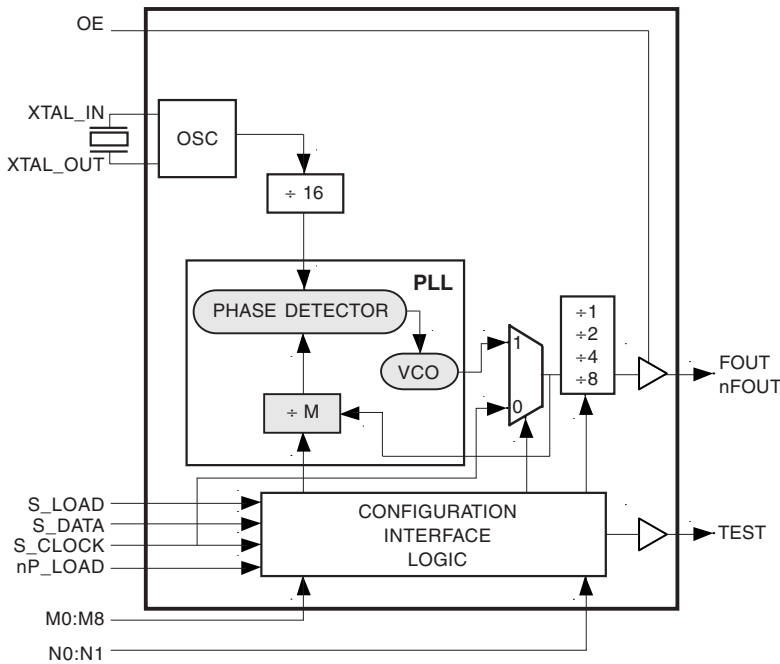 OE
XTAL_IN
OSC
XTAL_OUT
÷ 16
PLL
PHASE DETECTOR
VCO
÷ M
1
0
÷1
÷2
÷4
÷8
FOUT
nFOUT
S_LOAD
S_DATA
S_CLOCK
nP_LOAD
CONFIGURATION
INTERFACE
LOGIC
TEST
M0:M8
N0:N1